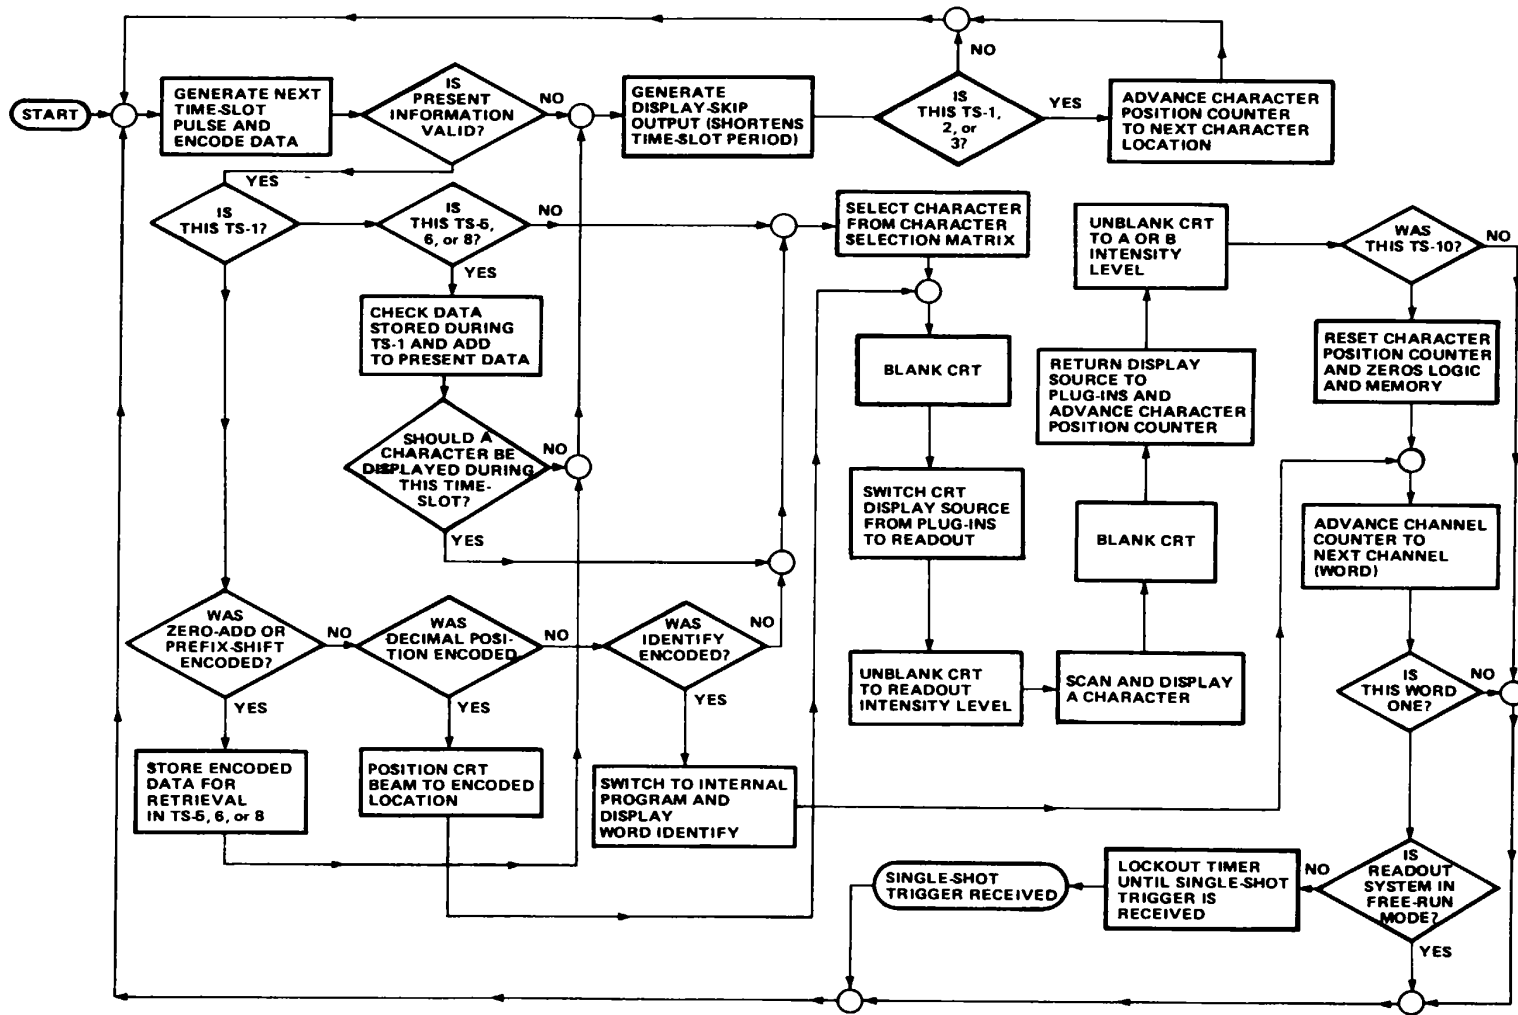 START
GENERATE NEXT
TIME-SLOT
PULSE AND
ENCODE DATA
IS
PRESENT
INFORMATION
VALID?
NO
YES
GENERATE
DISPLAY-SKIP
OUTPUT (SHORTENS
TIME-SLOT PERIOD)
IS
THIS TS-1,
2, or
3?
NO
YES
ADVANCE CHARACTER
POSITION COUNTER
TO NEXT CHARACTER
LOCATION
IS
THIS TS-1?
IS
THIS TS-5,
6, or 8?
NO
YES
CHECK DATA
STORED DURING
TS-1 AND ADD
TO PRESENT DATA
SHOULD A
CHARACTER BE
DISPLAYED DURING
THIS TIME-
SLOT?
NO
YES
SELECT CHARACTER
FROM CHARACTER
SELECTION MATRIX
BLANK CRT
SWITCH CRT
DISPLAY SOURCE
FROM PLUG-INS
TO READOUT
UNBLANK CRT
TO READOUT
INTENSITY LEVEL
SCAN AND DISPLAY
A CHARACTER
BLANK CRT
RETURN DISPLAY
SOURCE TO
PLUG-INS AND
ADVANCE CHARACTER
POSITION COUNTER
UNBLANK CRT
TO A OR B
INTENSITY
LEVEL
WAS
THIS TS-10?
NO
RESET CHARACTER
POSITION COUNTER
AND ZEROS LOGIC
AND MEMORY
ADVANCE CHANNEL
COUNTER TO
NEXT CHANNEL
(WORD)
IS
THIS WORD
ONE?
NO
IS
READOUT
SYSTEM IN
FREE-RUN
MODE?
NO
YES
LOCKOUT TIMER
UNTIL SINGLE-SHOT
TRIGGER IS
RECEIVED
SINGLE-SHOT
TRIGGER RECEIVED
WAS
ZERO-ADD OR
PREFIX-SHIFT
ENCODED?
NO
YES
STORE ENCODED
DATA FOR
RETRIEVAL
IN TS-5, 6, or 8
WAS
DECIMAL POSI-
TION ENCODED
NO
YES
POSITION CRT
BEAM TO ENCODED
LOCATION
WAS
IDENTIFY
ENCODED?
NO
YES
SWITCH TO INTERNAL
PROGRAM AND
DISPLAY
WORD IDENTIFY